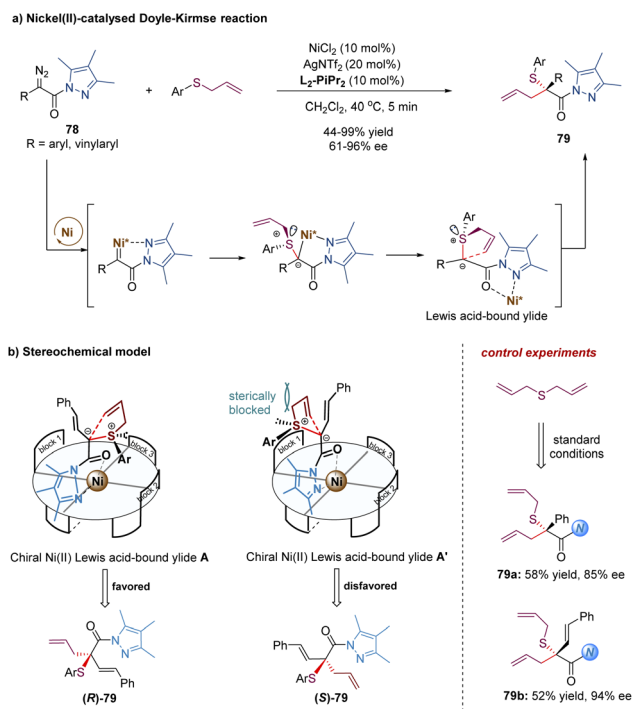 a) Nickel(II)-catalysed Doyle-Kirmse reaction
N2
R
O
N
N
78
R = aryl, vinylaryl
+
Ar
S
NiCl2 (10 mol%)
AgNTf2 (20 mol%)
L2-PiPr2 (10 mol%)
CH2Cl2, 40 oC, 5 min
44-99% yield
61-96% ee
Ar
S
R
N
N
O
79
Ni
Ni*
N
N
R
O
Ar
S
⊕
Ni*
N
N
R
⊖
O
Ar
S
⊕
R
⊖
N
N
O
Ni*
Lewis acid-bound ylide
b) Stereochemical model
Ph
⊖
S
⊕
Ar
O
N
N
Ni
block 1
block 3
block 2
Chiral Ni(II) Lewis acid-bound ylide A
favored
O
N
N
ArS
Ph
(R)-79
sterically
blocked
Ph
S
⊕
⊖
Ar
O
N
N
Ni
block 1
block 3
block 2
Chiral Ni(II) Lewis acid-bound ylide A'
disfavored
Ph
O
N
N
ArS
(S)-79
control experiments
S
standard
conditions
S
Ph
N
O
79a: 58% yield, 85% ee
Ph
S
N
O
79b: 52% yield, 94% ee